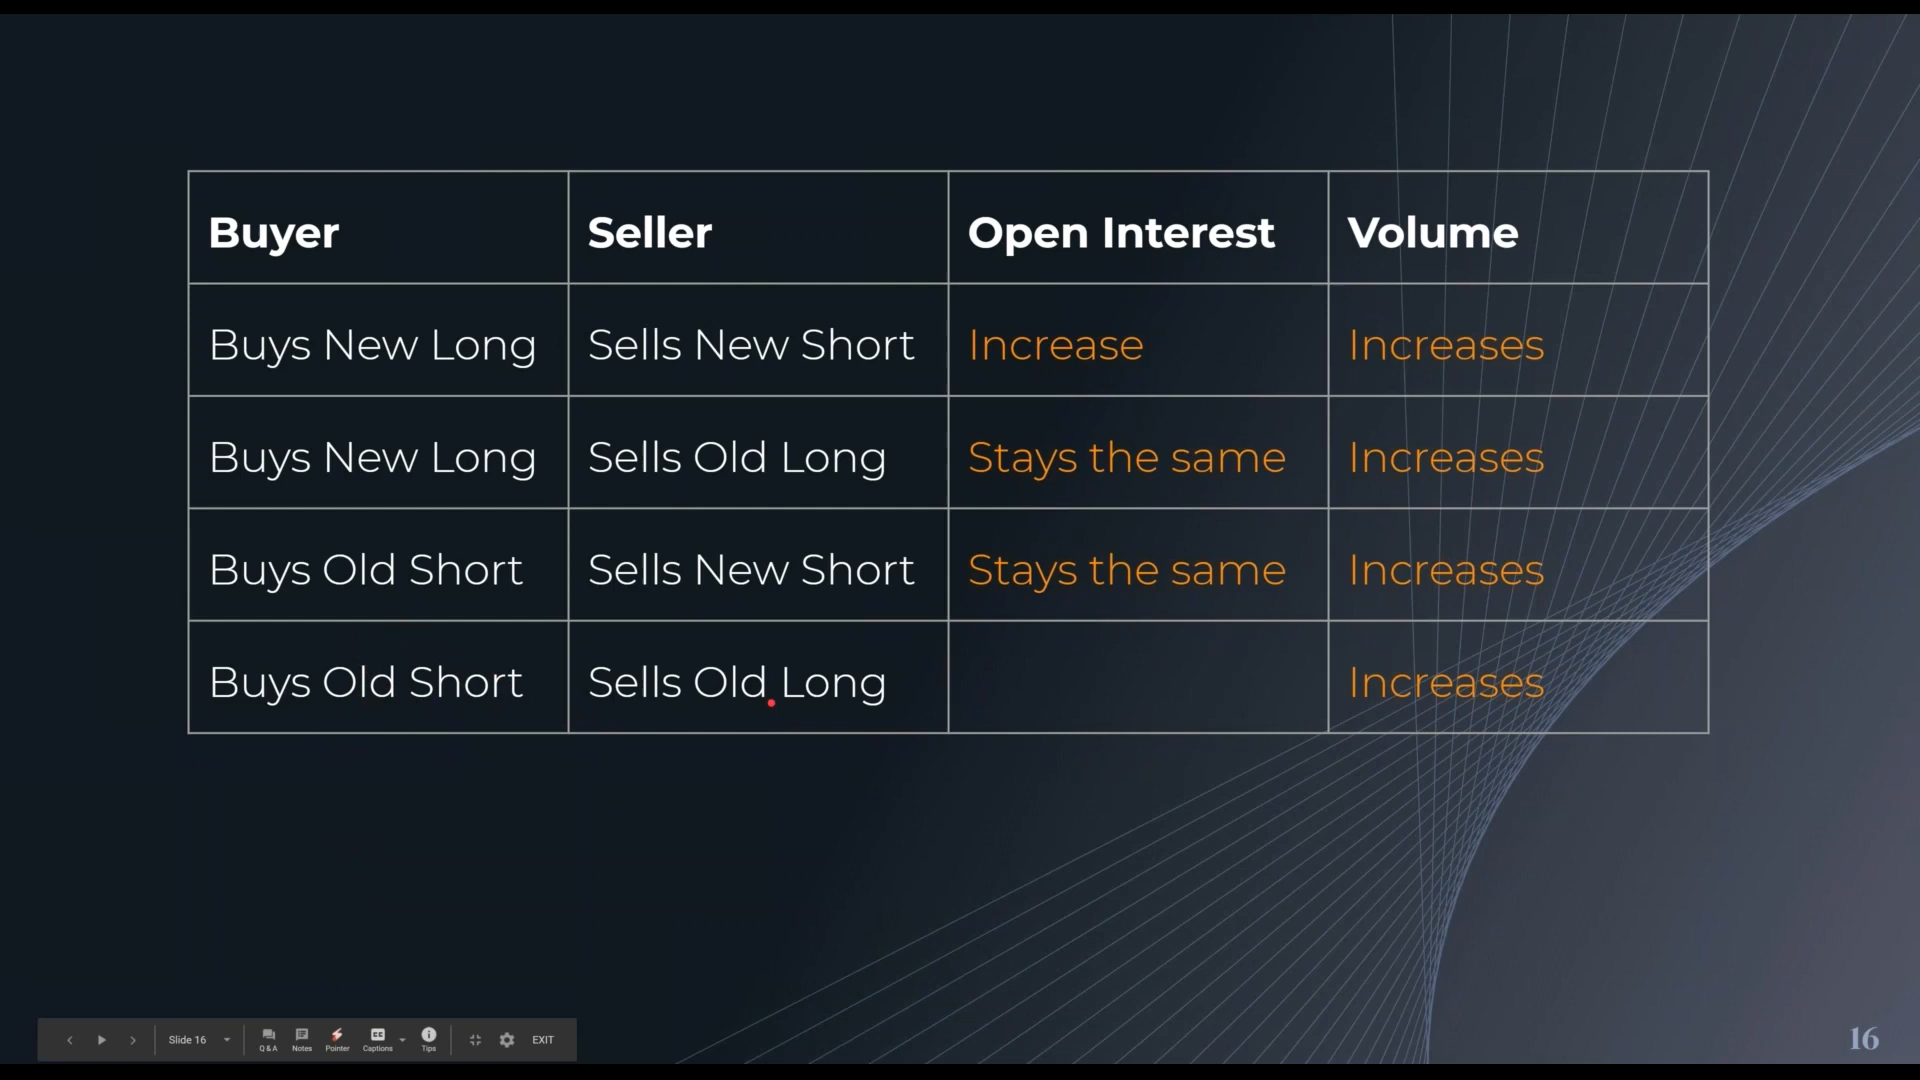 Buyer Seller Open Interest Volume
Buys New Long Sells New Short Increase Increases
Buys New Long Sells Old Long Stays the same Increases
Buys Old Short Sells New Short Stays the same Increases
Buys Old Short Sells Old Long Increases
Slide 16 Q & A Notes Pointer CC Captions Tips EXIT
16